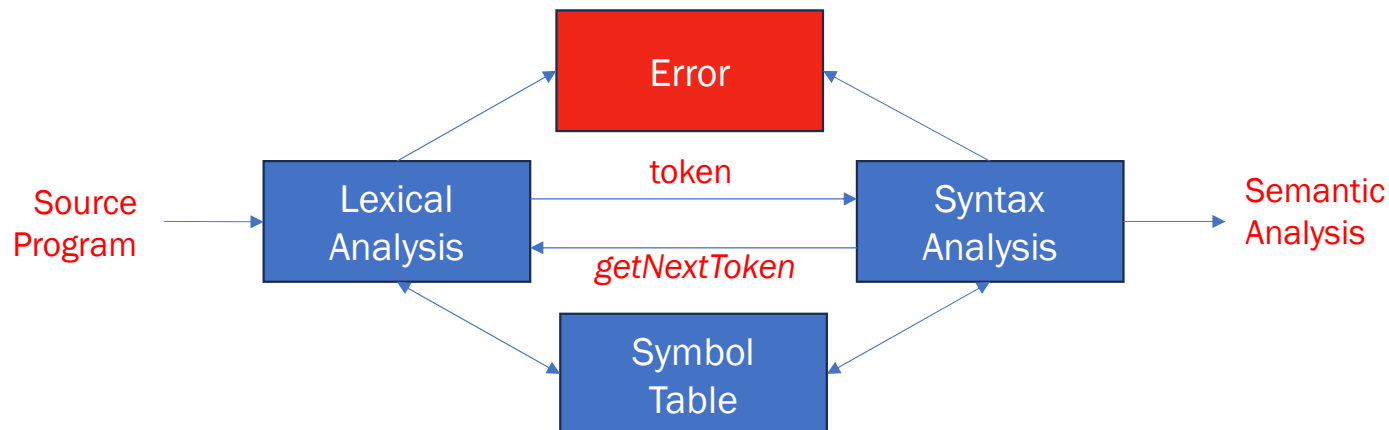 Error
Source
Program
Lexical
Analysis
token
getNextToken
Syntax
Analysis
Semantic
Analysis
Symbol
Table